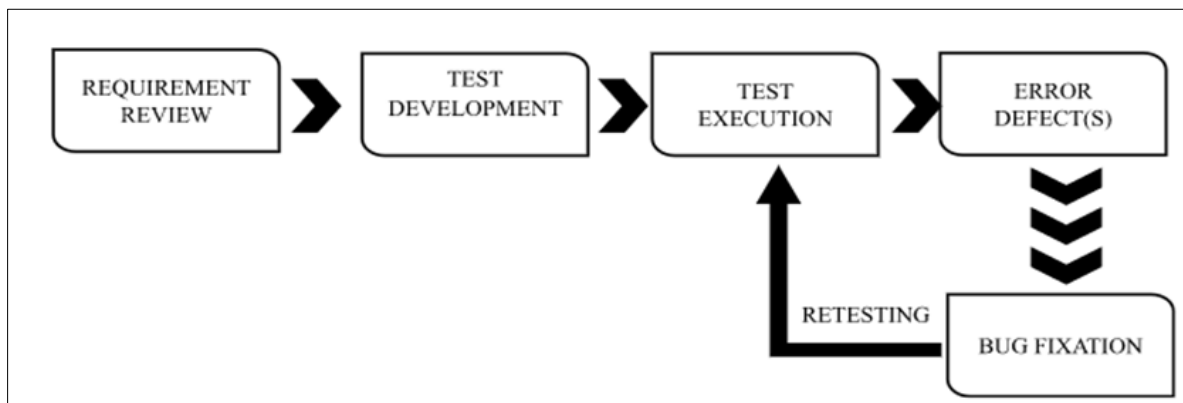 REQUIREMENT
REVIEW
TEST
DEVELOPMENT
TEST
EXECUTION
ERROR
DEFECT(S)
RETESTING
BUG FIXATION